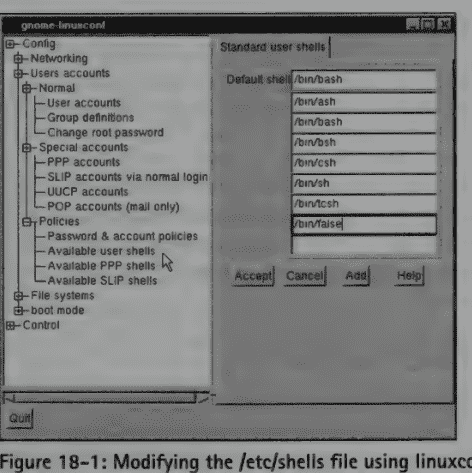 gnome-linuxconf
Config
Networking
Users accounts
Normal
User accounts
Group definitions
Change root password
Special accounts
PPP accounts
SLIP accounts via normal login
UUCP accounts
POP accounts (mail only)
Policies
Password & account policies
Available user shells
Available PPP shells
Available SLIP shells
File systems
boot mode
Control
Quit
Standard user shells
Default shell /bin/bash
/bin/ash
/bin/bash
/bin/bsh
/bin/csh
/bin/sh
/bin/tcsh
/bin/false
Accept Cancel Add Help
Figure 18-1: Modifying the /etc/shells file using linuxco